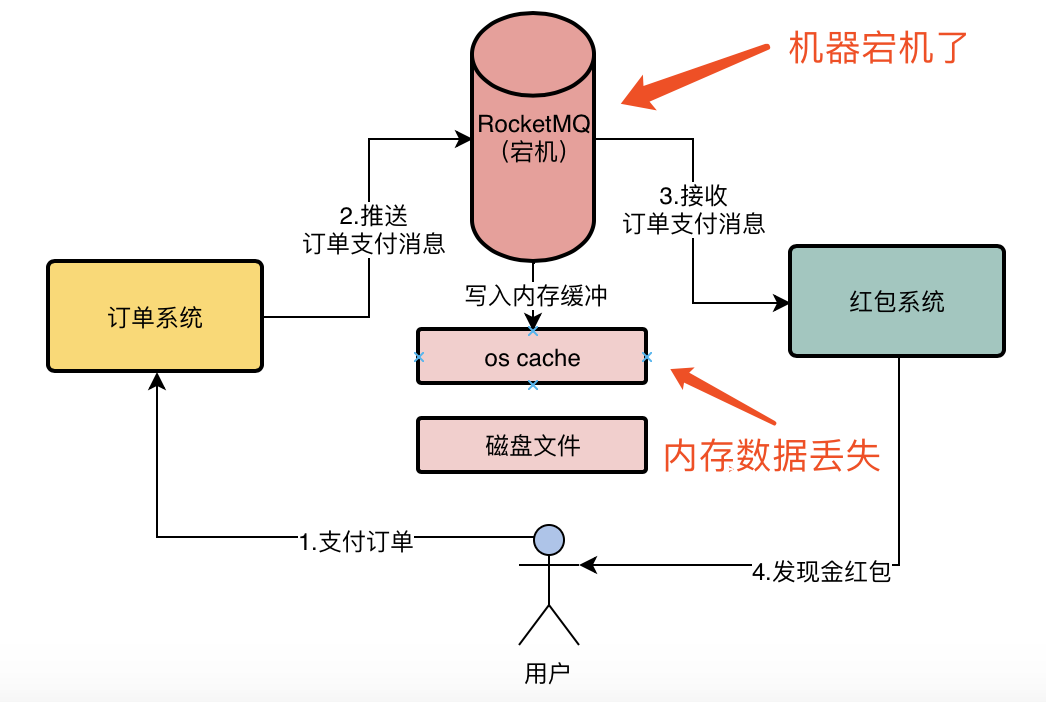 机器宕机了
RocketMQ
（宕机）
2.推送
订单支付消息
3.接收
订单支付消息
订单系统
写入内存缓冲
红包系统
os cache
磁盘文件
内存数据丢失
1.支付订单
4.发现金红包
用户